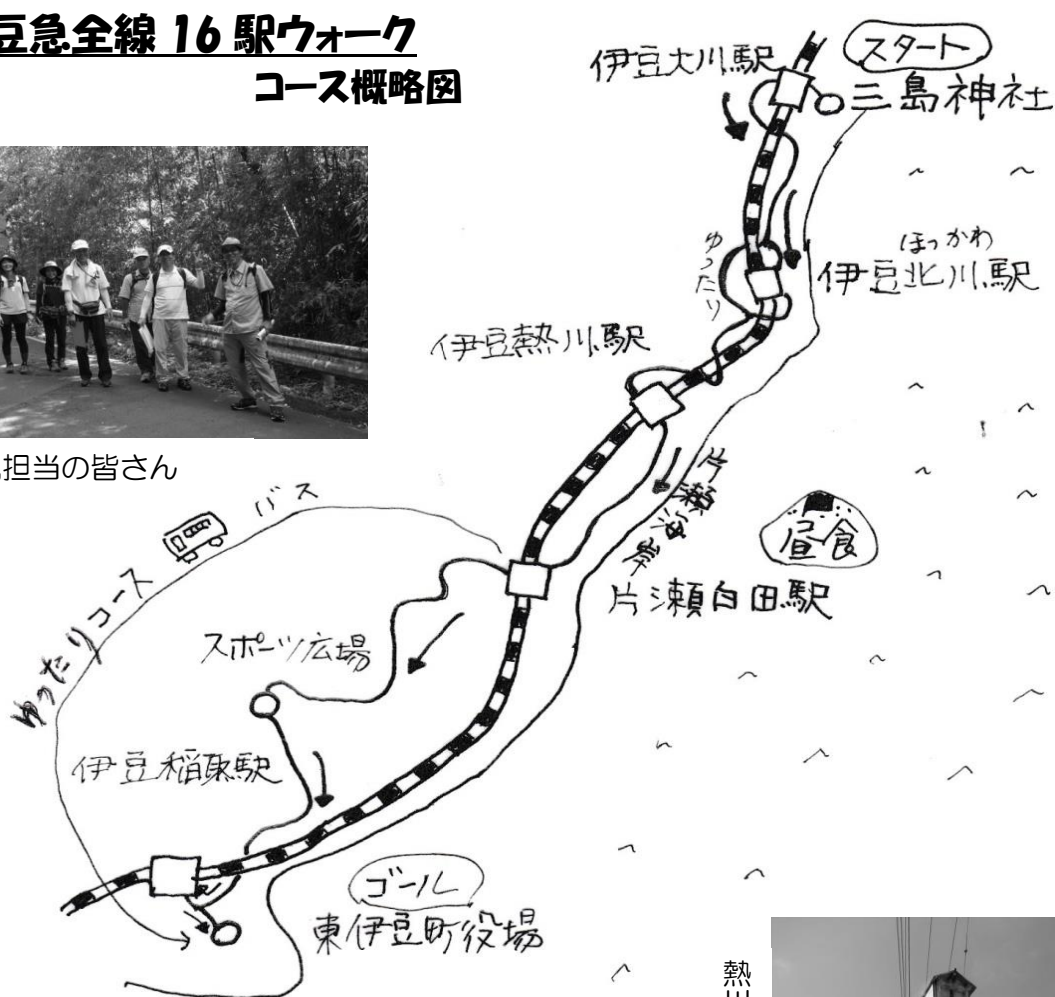 豆急全線 16 駅ウォーク
コース概略図
スタート
三島神社
伊豆大川駅
ほっかわ
伊豆北川駅
ゆったり
伊豆熱川駅
片瀬海岸
昼食
片瀬白田駅
担当の皆さん
バス
ゆったりコース
スポーツ広場
伊豆稲取駅
ゴール
東伊豆町役場
熱